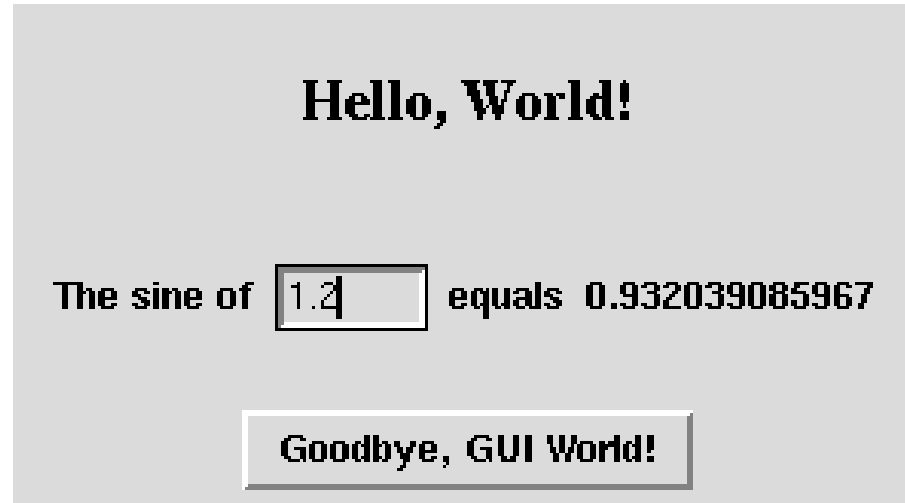 Hello, World!
The sine of 1.2 equals 0.932039085967
Goodbye, GUI World!